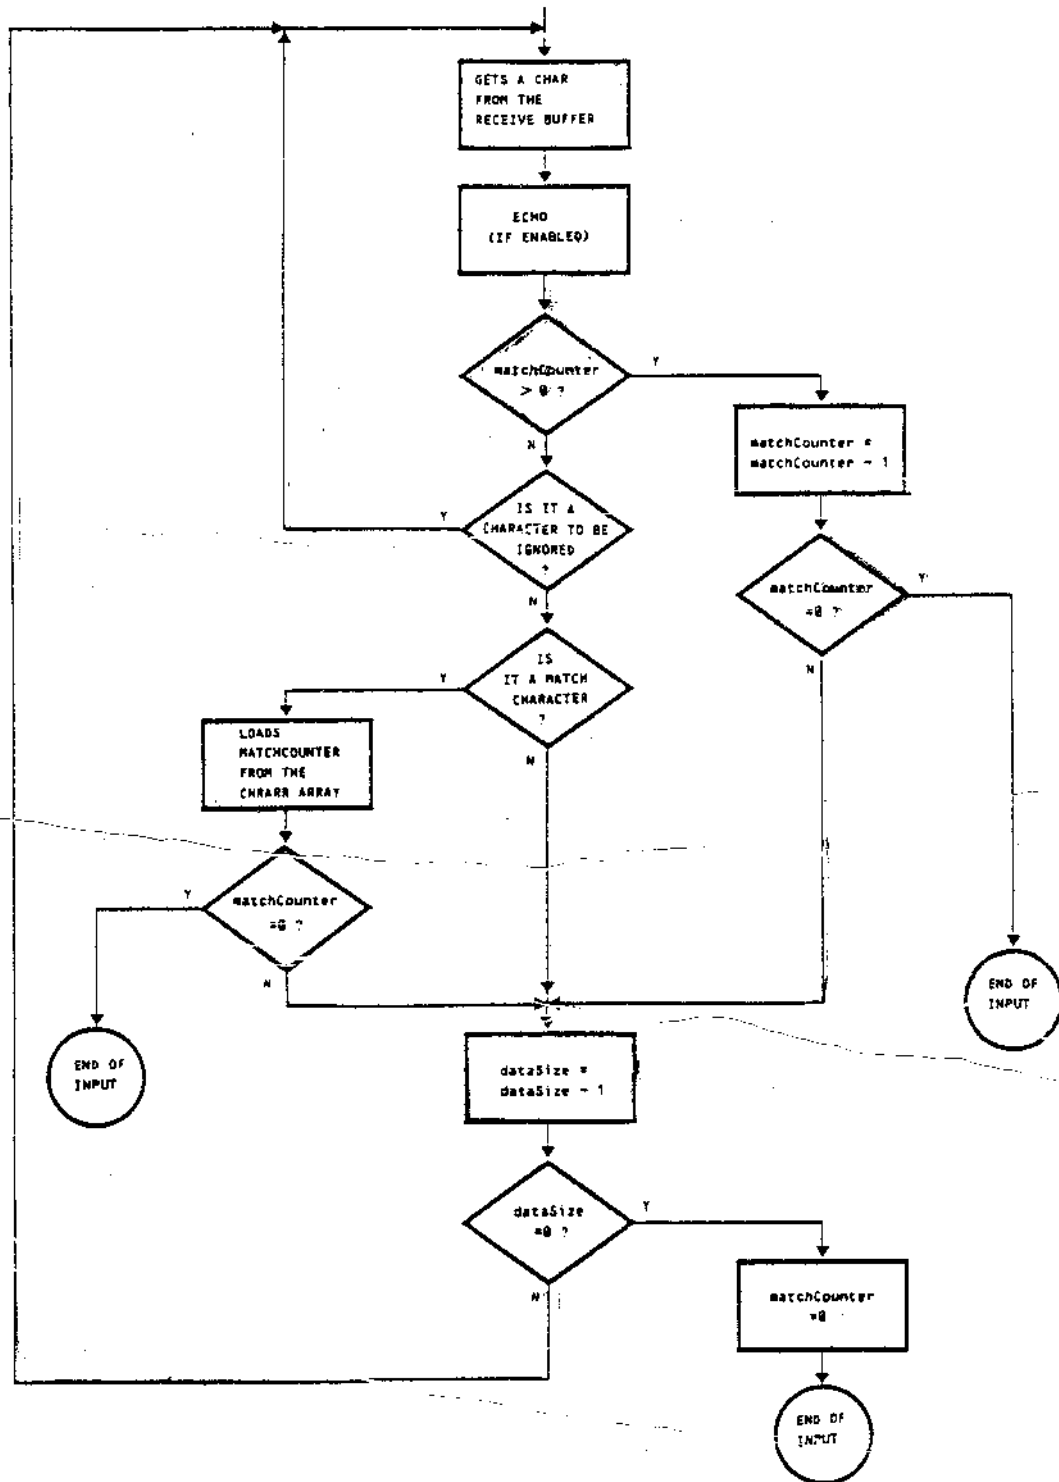 GETS A CHAR
FROM THE
RECEIVE BUFFER
ECHO
(IF ENABLED)
matchCounter
> 0 ?
Y
N
matchCounter =
matchCounter - 1
IS IT A
CHARACTER TO BE
IGNORED
?
Y
N
matchCounter
=0 ?
Y
N
IS
IT A MATCH
CHARACTER
?
Y
N
LOADS
MATCHCOUNTER
FROM THE
CHRARR ARRAY
matchCounter
=0 ?
Y
N
END OF
INPUT
END OF
INPUT
dataSize =
dataSize - 1
dataSize
=0 ?
Y
N
matchCounter
=0
END OF
INPUT